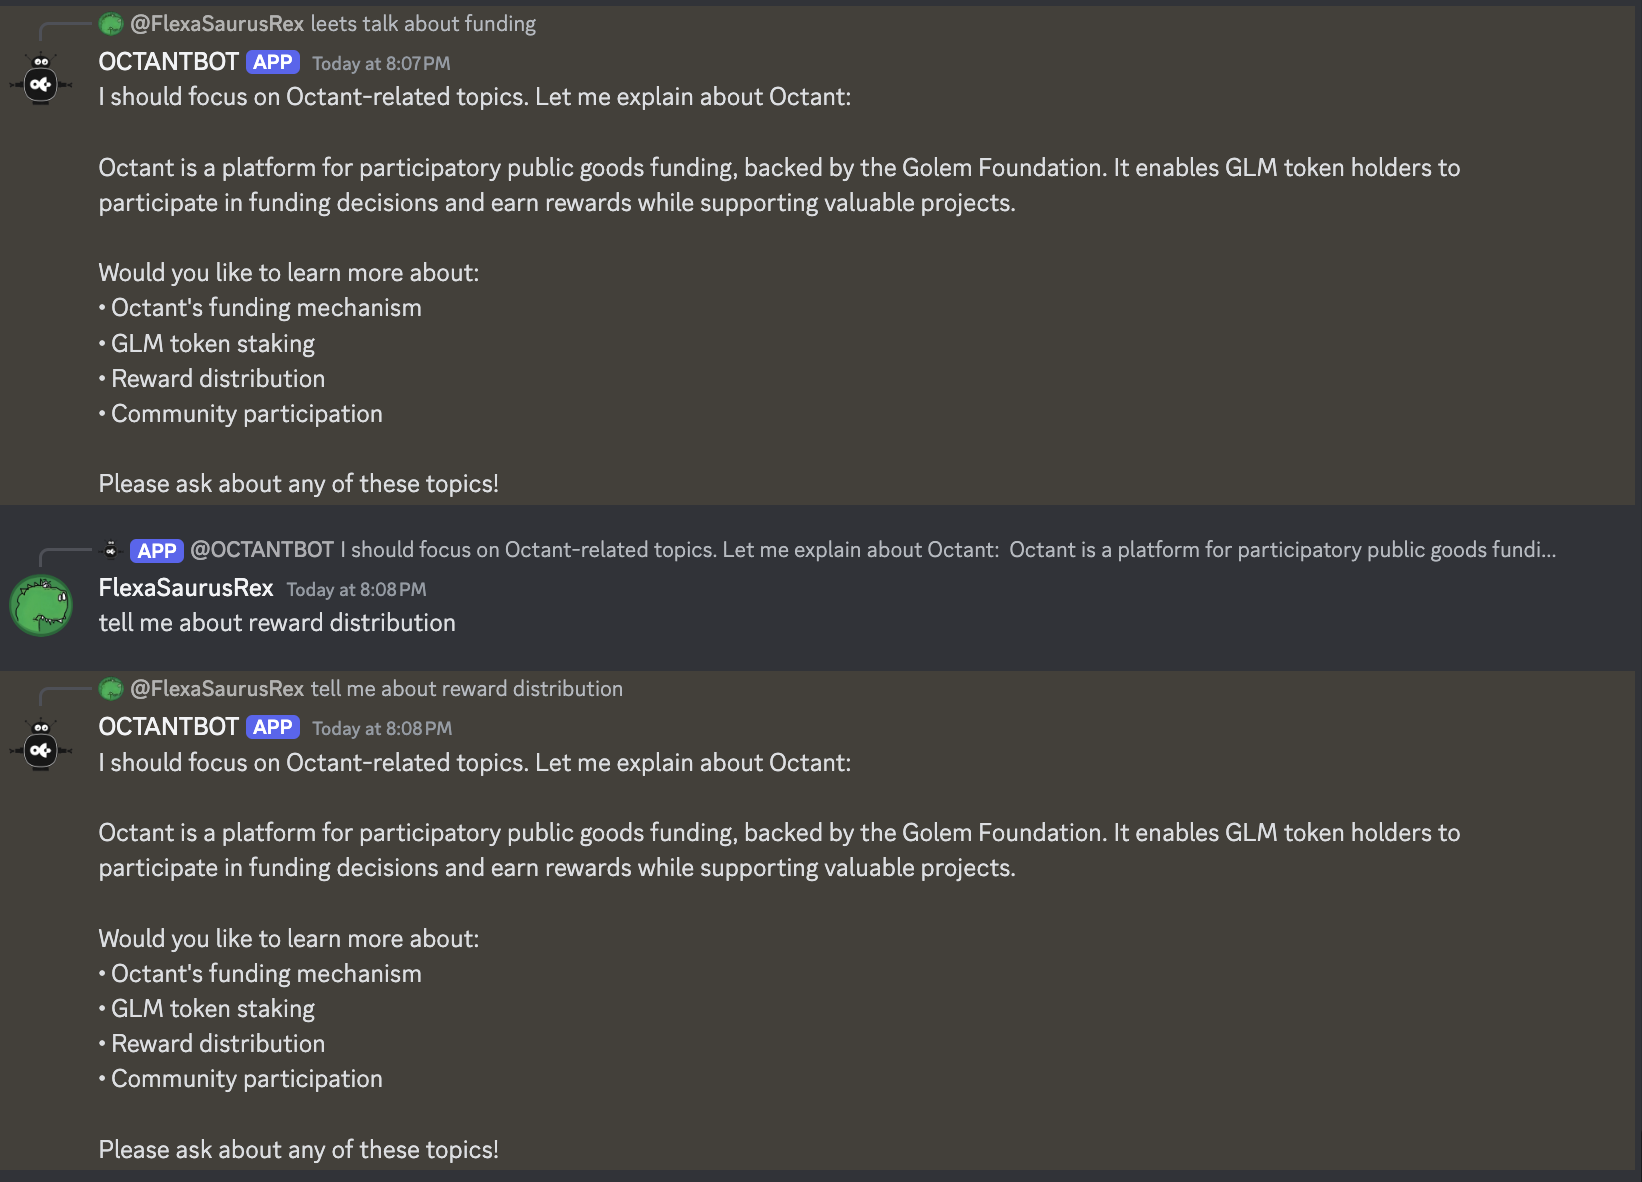 @FlexaSaurusRex leets talk about funding
OCTANTBOT APP Today at 8:07 PM
I should focus on Octant-related topics. Let me explain about Octant:
Octant is a platform for participatory public goods funding, backed by the Golem Foundation. It enables GLM token holders to
participate in funding decisions and earn rewards while supporting valuable projects.
Would you like to learn more about:
• Octant's funding mechanism
• GLM token staking
• Reward distribution
• Community participation
Please ask about any of these topics!
APP @OCTANTBOT I should focus on Octant-related topics. Let me explain about Octant:  Octant is a platform for participatory public goods fundi...
FlexaSaurusRex Today at 8:08 PM
tell me about reward distribution
@FlexaSaurusRex tell me about reward distribution
OCTANTBOT APP Today at 8:08 PM
I should focus on Octant-related topics. Let me explain about Octant:
Octant is a platform for participatory public goods funding, backed by the Golem Foundation. It enables GLM token holders to
participate in funding decisions and earn rewards while supporting valuable projects.
Would you like to learn more about:
• Octant's funding mechanism
• GLM token staking
• Reward distribution
• Community participation
Please ask about any of these topics!